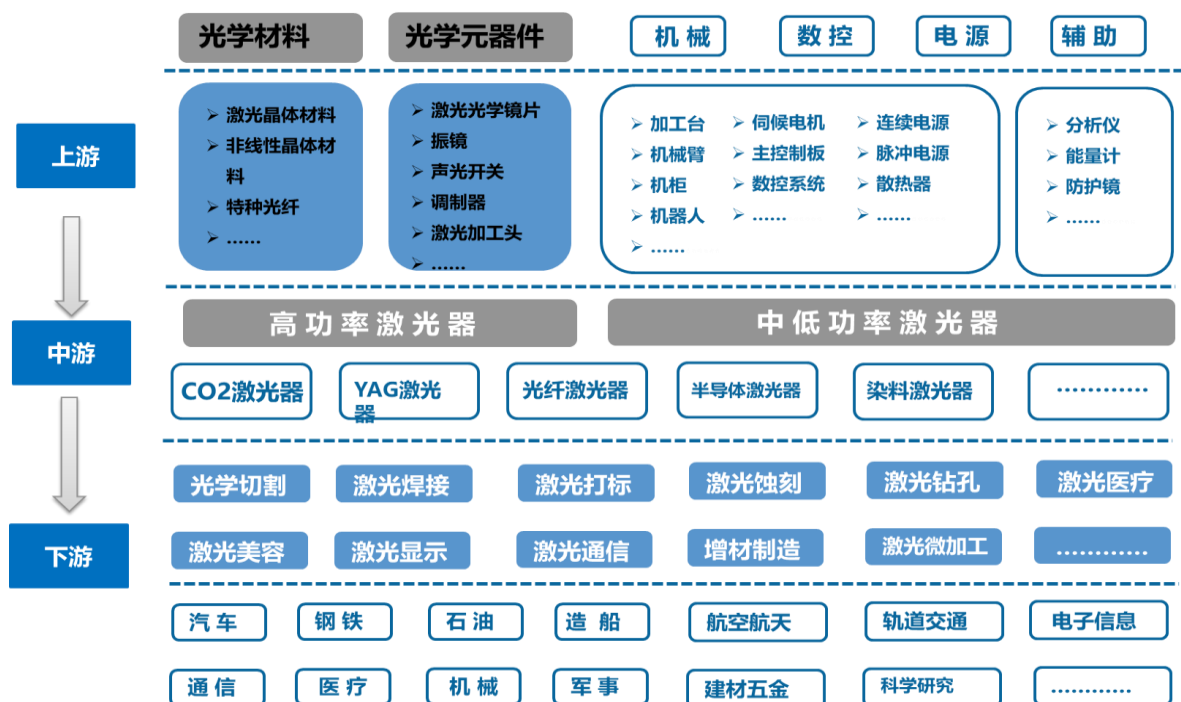 光学材料
光学元器件
机 械
数 控
电 源
辅 助
上游
➢ 激光晶体材料
➢ 非线性晶体材
料
➢ 特种光纤
➢ ......
➢ 激光光学镜片
➢ 振镜
➢ 声光开关
➢ 调制器
➢ 激光加工头
➢ ......
➢ 加工台
➢ 机械臂
➢ 机柜
➢ 机器人
➢ ......
➢ 伺候电机
➢ 主控制板
➢ 数控系统
➢ ......
➢ 连续电源
➢ 脉冲电源
➢ 散热器
➢ ......
➢ 分析仪
➢ 能量计
➢ 防护镜
➢ ......
中游
高 功 率 激 光 器
中 低 功 率 激 光 器
CO2激光器
YAG激光
器
光纤激光器
半导体激光器
染料激光器
............
下游
光学切割
激光焊接
激光打标
激光蚀刻
激光钻孔
激光医疗
激光美容
激光显示
激光通信
增材制造
激光微加工
............
汽 车
钢 铁
石 油
造 船
航空航天
轨道交通
电子信息
通 信
医 疗
机 械
军 事
建材五金
科学研究
............